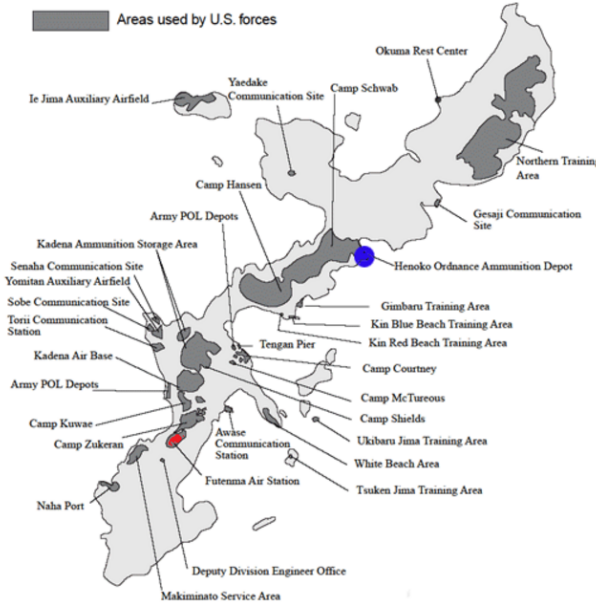 Areas used by U.S. forces
Okuma Rest Center
Yaedake
Communication Site
Camp Schwab
Ie Jima Auxiliary Airfield
Northern Training
Area
Camp Hansen
Army POL Depots
Gesaji Communication
Site
Kadena Ammunition Storage Area
Senaha Communication Site
Yomitan Auxiliary Airfield
Henoko Ordnance Ammunition Depot
Sobe Communication Site
Gimbaru Training Area
Torii Communication
Station
Kin Blue Beach Training Area
Tengan Pier
Kin Red Beach Training Area
Kadena Air Base
Camp Courtney
Army POL Depots
Camp McTureous
Camp Kuwae
Camp Shields
Camp Zukeran
Awase
Communication
Station
Ukibaru Jima Training Area
White Beach Area
Futenma Air Station
Tsuken Jima Training Area
Naha Port
Deputy Division Engineer Office
Makiminato Service Area